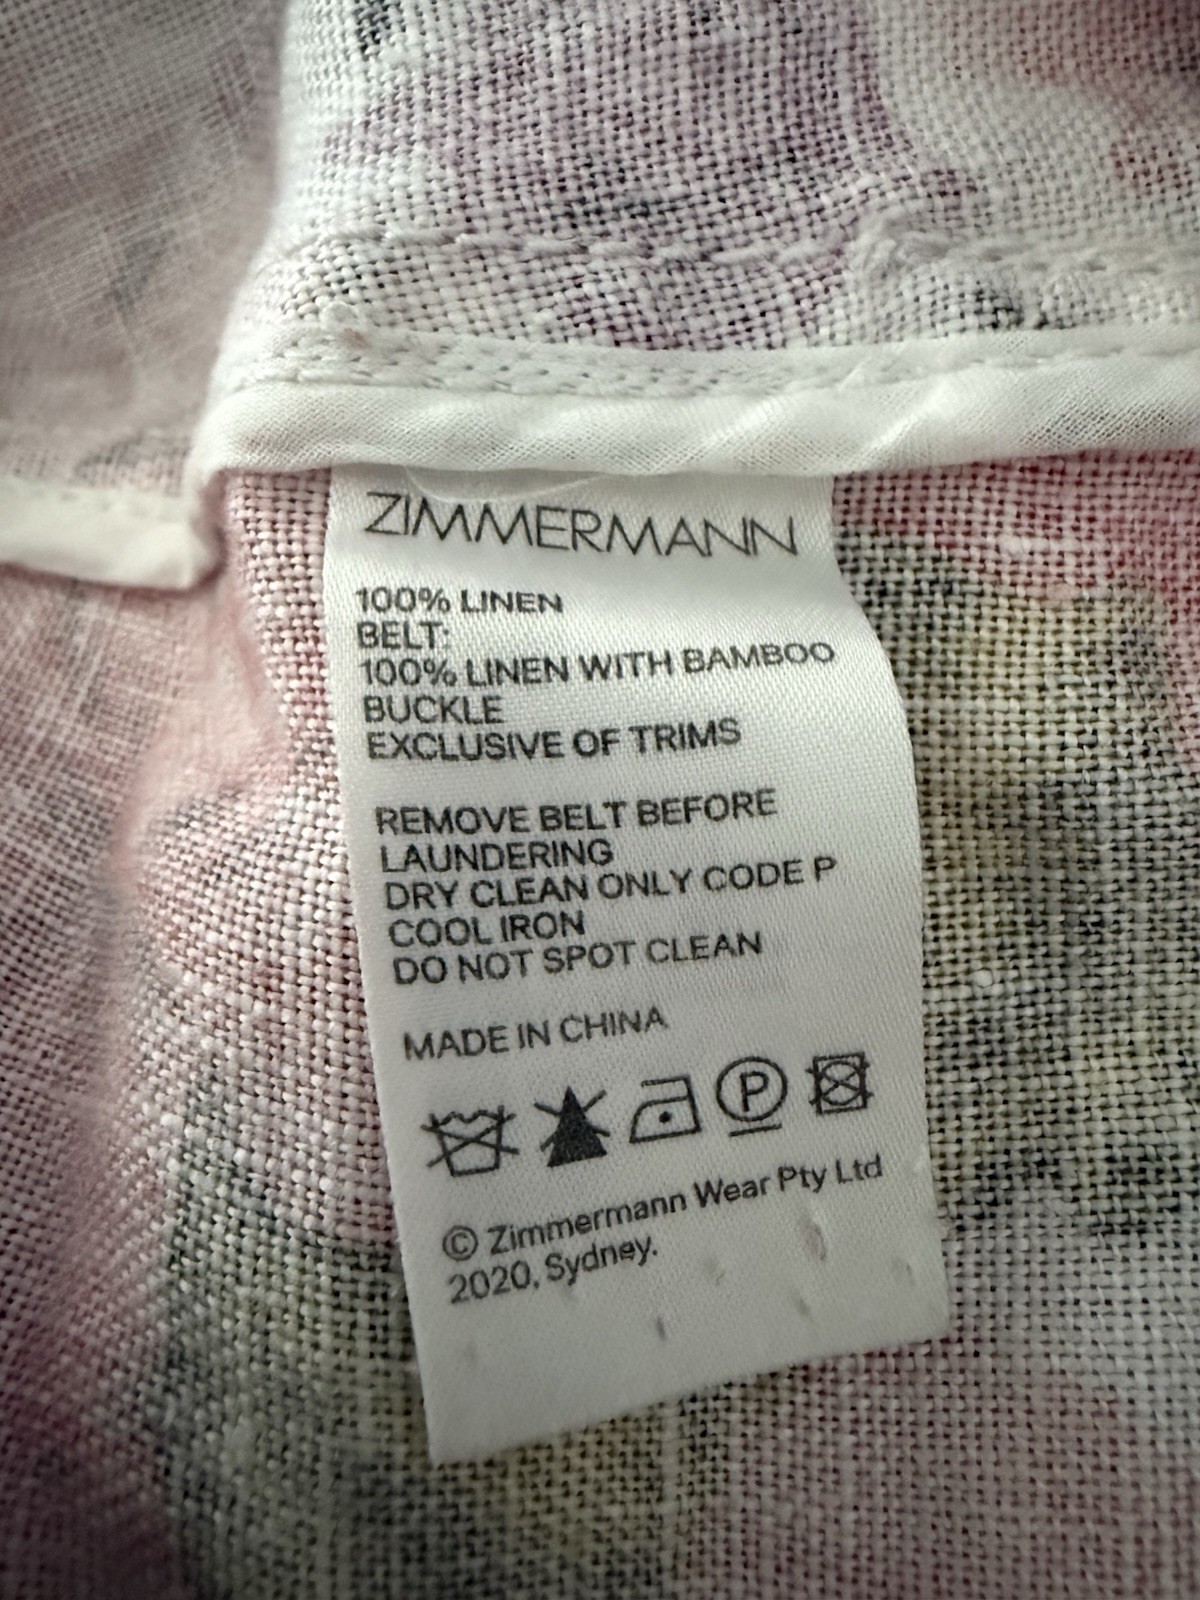 ZIMMERMANN
100% LINEN
BELT:
100% LINEN WITH BAMBOO
BUCKLE
EXCLUSIVE OF TRIMS
REMOVE BELT BEFORE
LAUNDERING
DRY CLEAN ONLY CODE P
COOL IRON
DO NOT SPOT CLEAN
MADE IN CHINA
P
© Zimmermann Wear Pty Ltd
2020, Sydney.